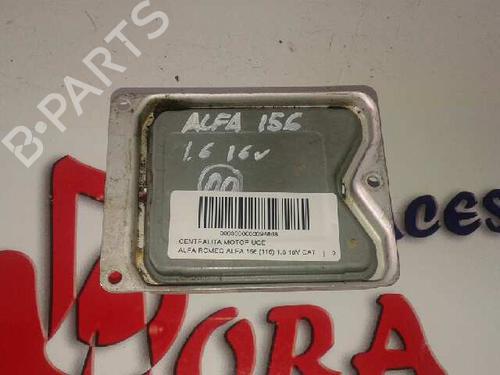 B-PARTS
ALFA 156
1.6 16v
00
CENTRALITA MOTOR UCE
ALFA ROMEO ALFA 156 (116) 1.6 16V CAT
ACES
ORA